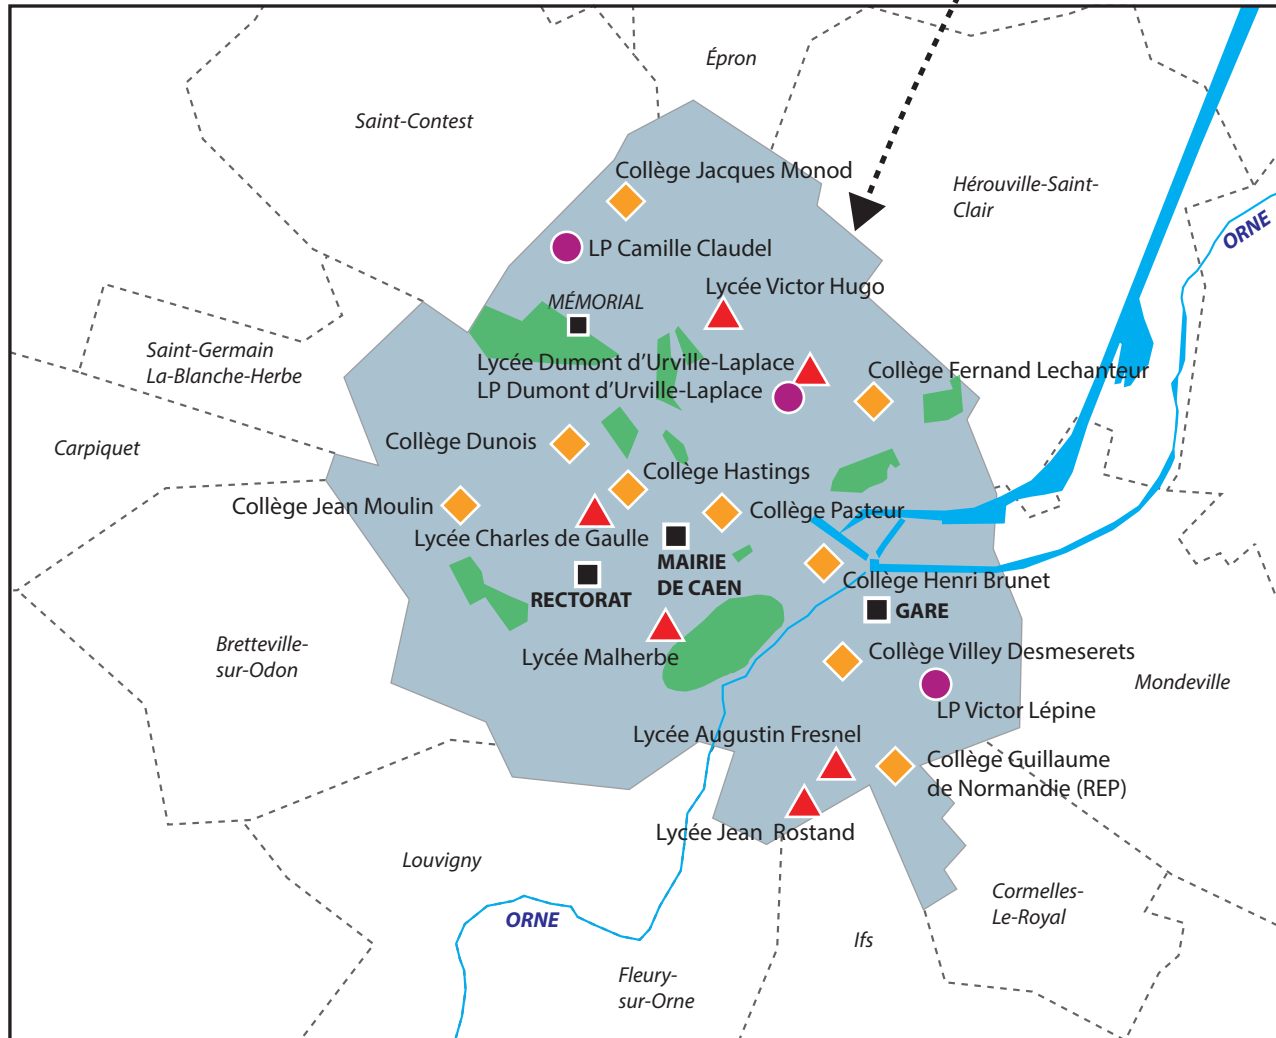 Épron
Saint-Contest
Collège Jacques Monod
Hérouville-Saint-
Clair
ORNE
LP Camille Claudel
Lycée Victor Hugo
MÉMORIAL
Saint-Germain
La-Blanche-Herbe
Lycée Dumont d'Urville-Laplace
LP Dumont d'Urville-Laplace
Collège Fernand Lechanteur
Carpiquet
Collège Dunois
Collège Hastings
Collège Jean Moulin
Collège Pasteur
Lycée Charles de Gaulle
MAIRIE
DE CAEN
Collège Henri Brunet
RECTORAT
GARE
Bretteville-
sur-Odon
Lycée Malherbe
Collège Villey Desmeserets
Mondeville
LP Victor Lépine
Lycée Augustin Fresnel
Collège Guillaume
de Normandie (REP)
Lycée Jean  Rostand
Louvigny
Cormelles-
Le-Royal
ORNE
Ifs
Fleury-
sur-Orne